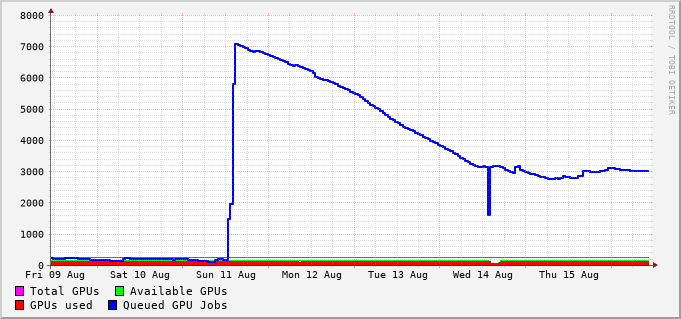 8000
7000
6000
5000
4000
3000
2000
1000
0
Fri 09 Aug Sat 10 Aug Sun 11 Aug Mon 12 Aug Tue 13 Aug Wed 14 Aug Thu 15 Aug
Total GPUs Available GPUs
GPUs used Queued GPU Jobs
RRDTOOL / TOBI OETIKER